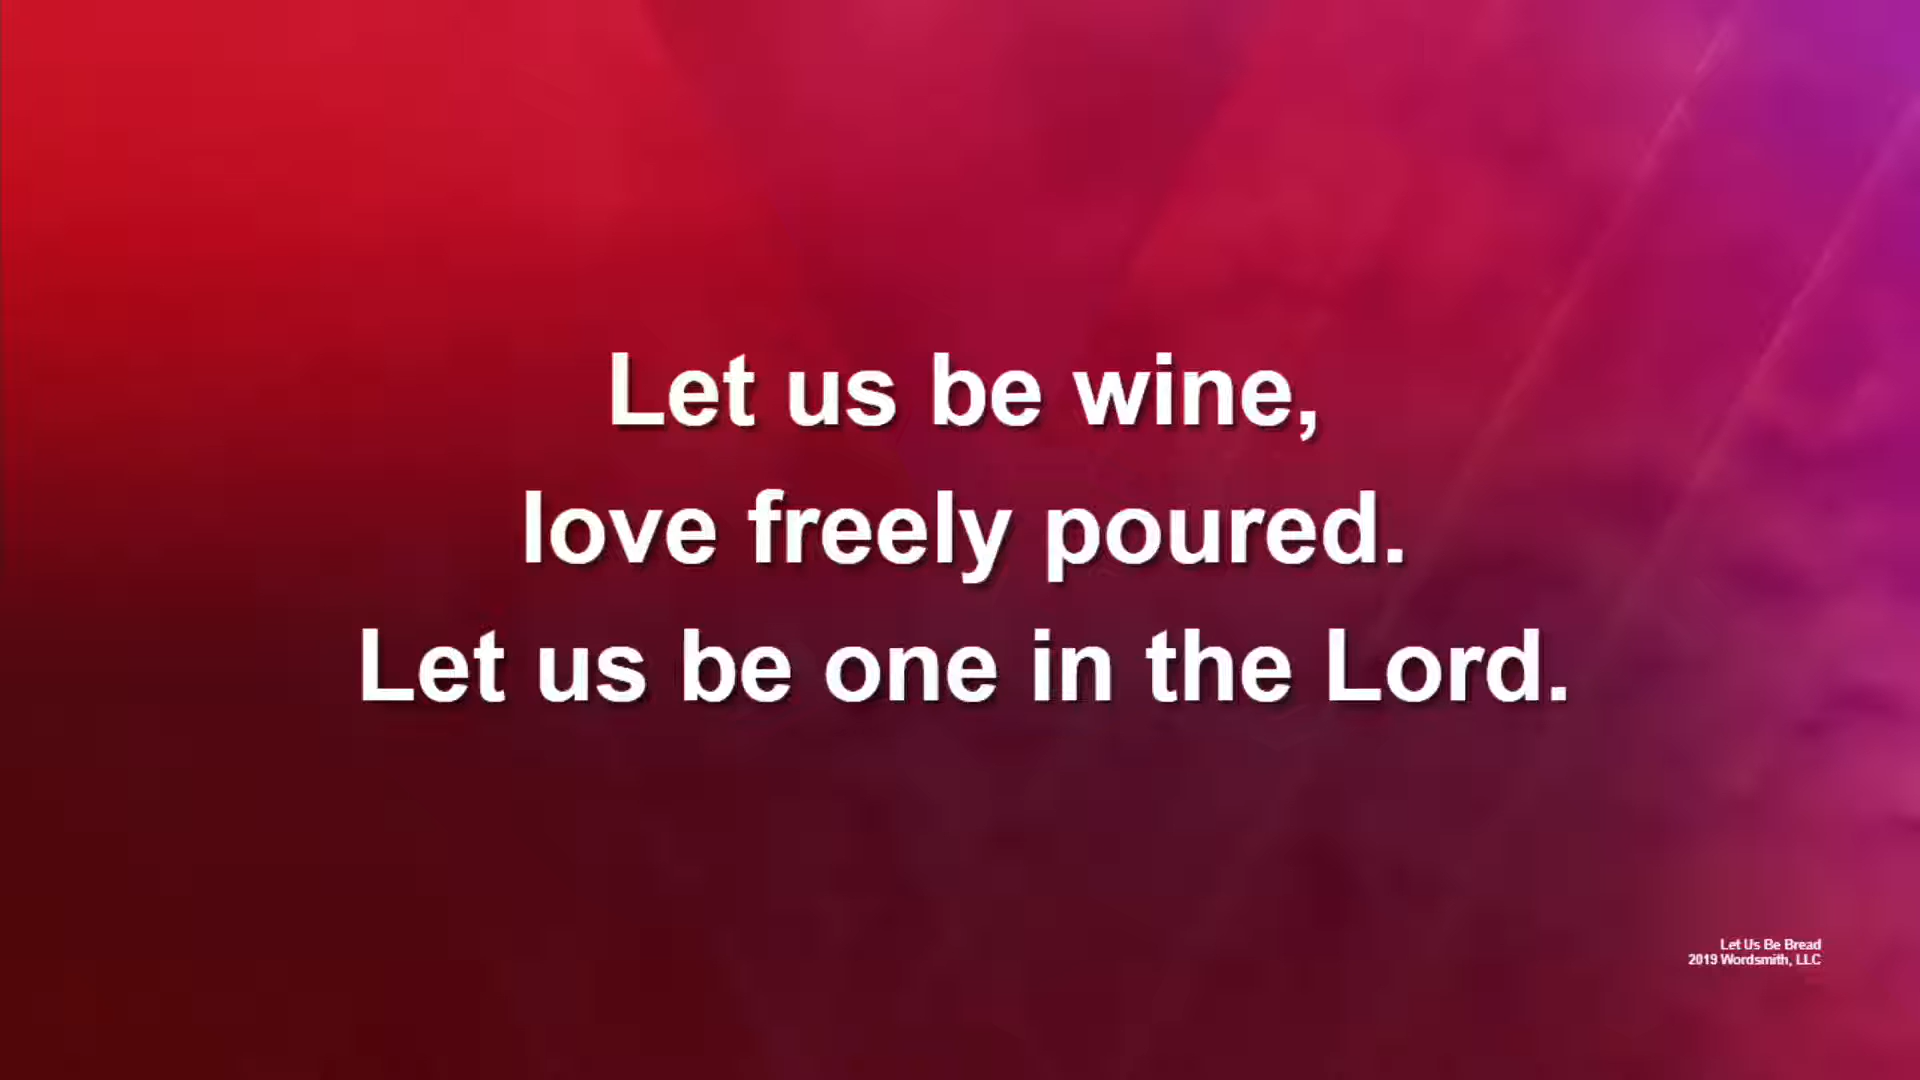 Let us be wine,
love freely poured.
Let us be one in the Lord.
Let Us Be Bread
2019 Wordsmith, LLC